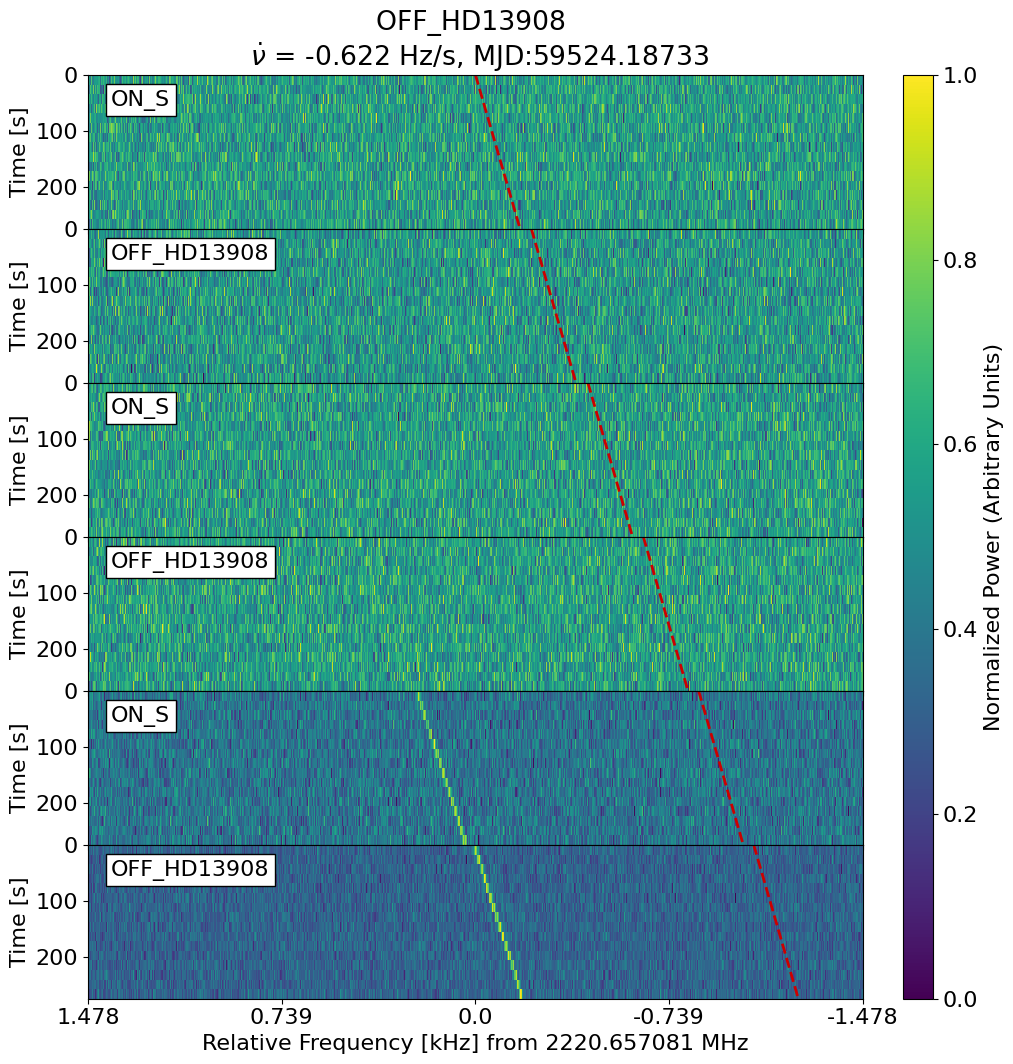 OFF_HD13908
ν̇ = -0.622 Hz/s, MJD:59524.18733
0
ON_S
100
200
Time [s]
0
OFF_HD13908
100
200
Time [s]
0
ON_S
100
200
Time [s]
0
OFF_HD13908
100
200
Time [s]
0
ON_S
100
200
Time [s]
0
OFF_HD13908
100
200
Time [s]
1.478 0.739 0.0 -0.739 -1.478
Relative Frequency [kHz] from 2220.657081 MHz
1.0
0.8
0.6
0.4
0.2
0.0
Normalized Power (Arbitrary Units)